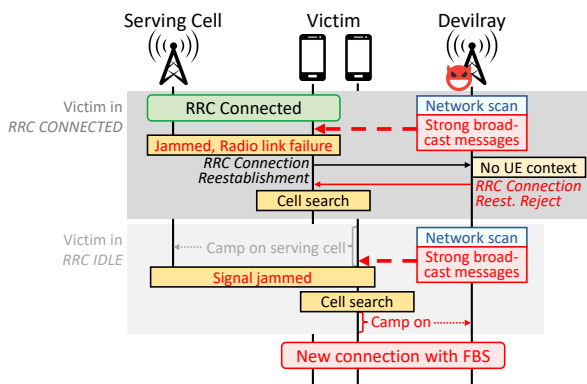 Serving Cell Victim Devilray
Victim in
RRC CONNECTED
RRC Connected
Network scan
Strong broad-
cast messages
Jammed, Radio link failure
RRC Connection
Reestablishment
No UE context
RRC Connection
Reest. Reject
Cell search
Victim in
RRC IDLE
Camp on serving cell
Network scan
Strong broad-
cast messages
Signal jammed
Cell search
Camp on
New connection with FBS